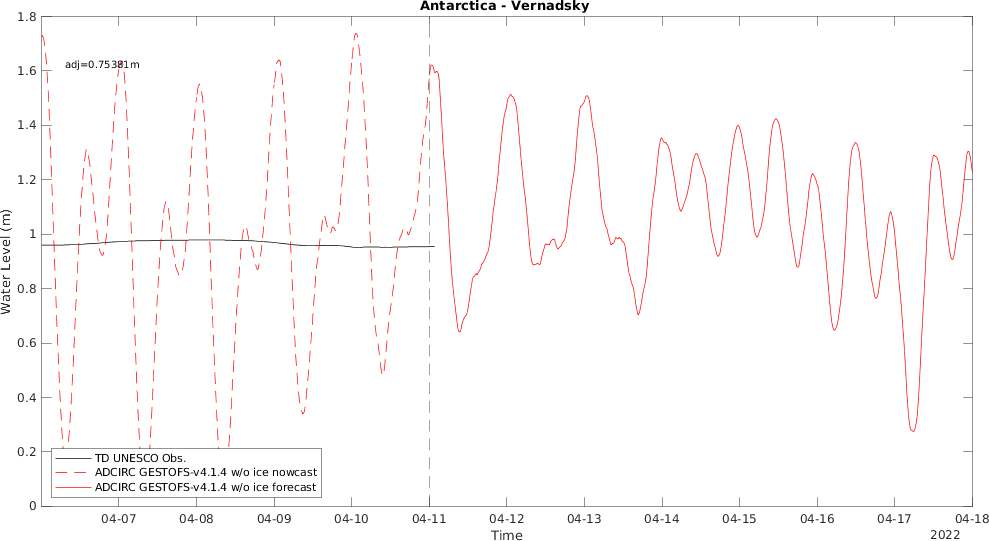 Antarctica - Vernadsky
1.8
1.6
1.4
1.2
1
0.8
0.6
0.4
0.2
0
Water Level (m)
TD UNESCO Obs.
ADCIRC GESTOFS-v4.1.4 w/o ice nowcast
ADCIRC GESTOFS-v4.1.4 w/o ice forecast
04-07 04-08 04-09 04-10 04-11 04-12 04-13 04-14 04-15 04-16 04-17 04-18
Time
2022